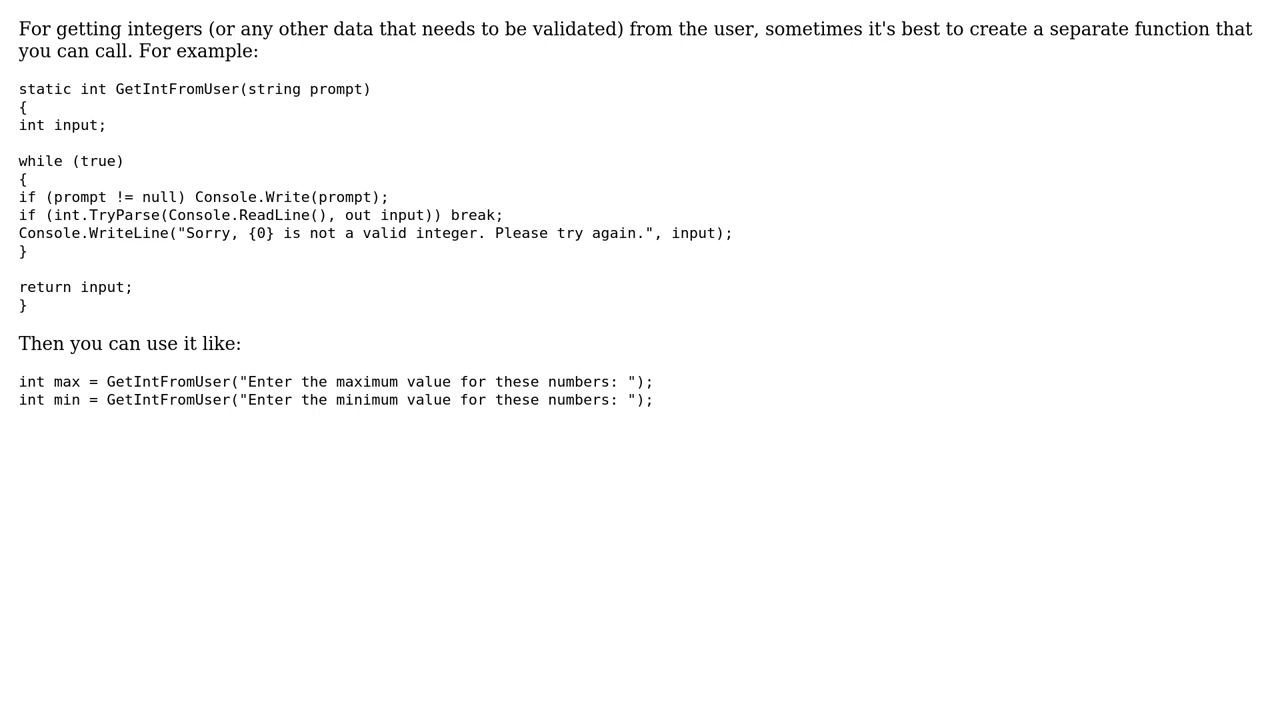 For getting integers (or any other data that needs to be validated) from the user, sometimes it's best to create a separate function that
you can call. For example:
static int GetIntFromUser(string prompt)
{
int input;
while (true)
{
if (prompt != null) Console.Write(prompt);
if (int.TryParse(Console.ReadLine(), out input)) break;
Console.WriteLine("Sorry, {0} is not a valid integer. Please try again.", input);
}
return input;
}
Then you can use it like:
int max = GetIntFromUser("Enter the maximum value for these numbers: ");
int min = GetIntFromUser("Enter the minimum value for these numbers: ");